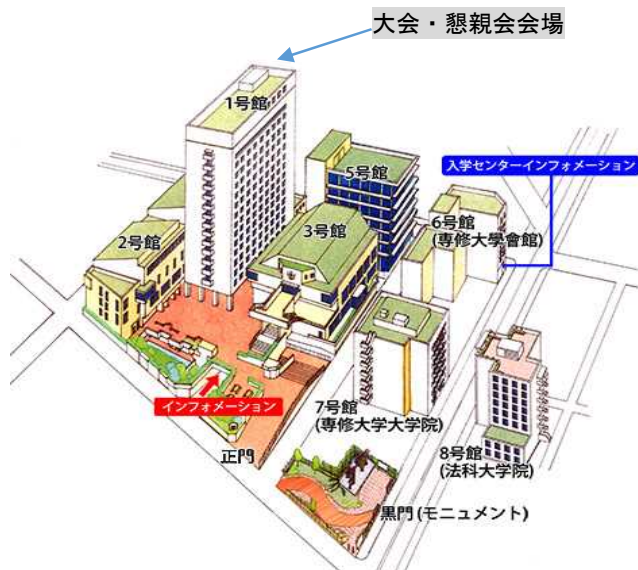 大会・懇親会会場
1号館
5号館
入学センターインフォメーション
6号館
(専修大學會館)
2号館
3号館
インフォメーション
7号館
(専修大学大学院)
8号館
(法科大学院)
正門
黒門(モニュメント)